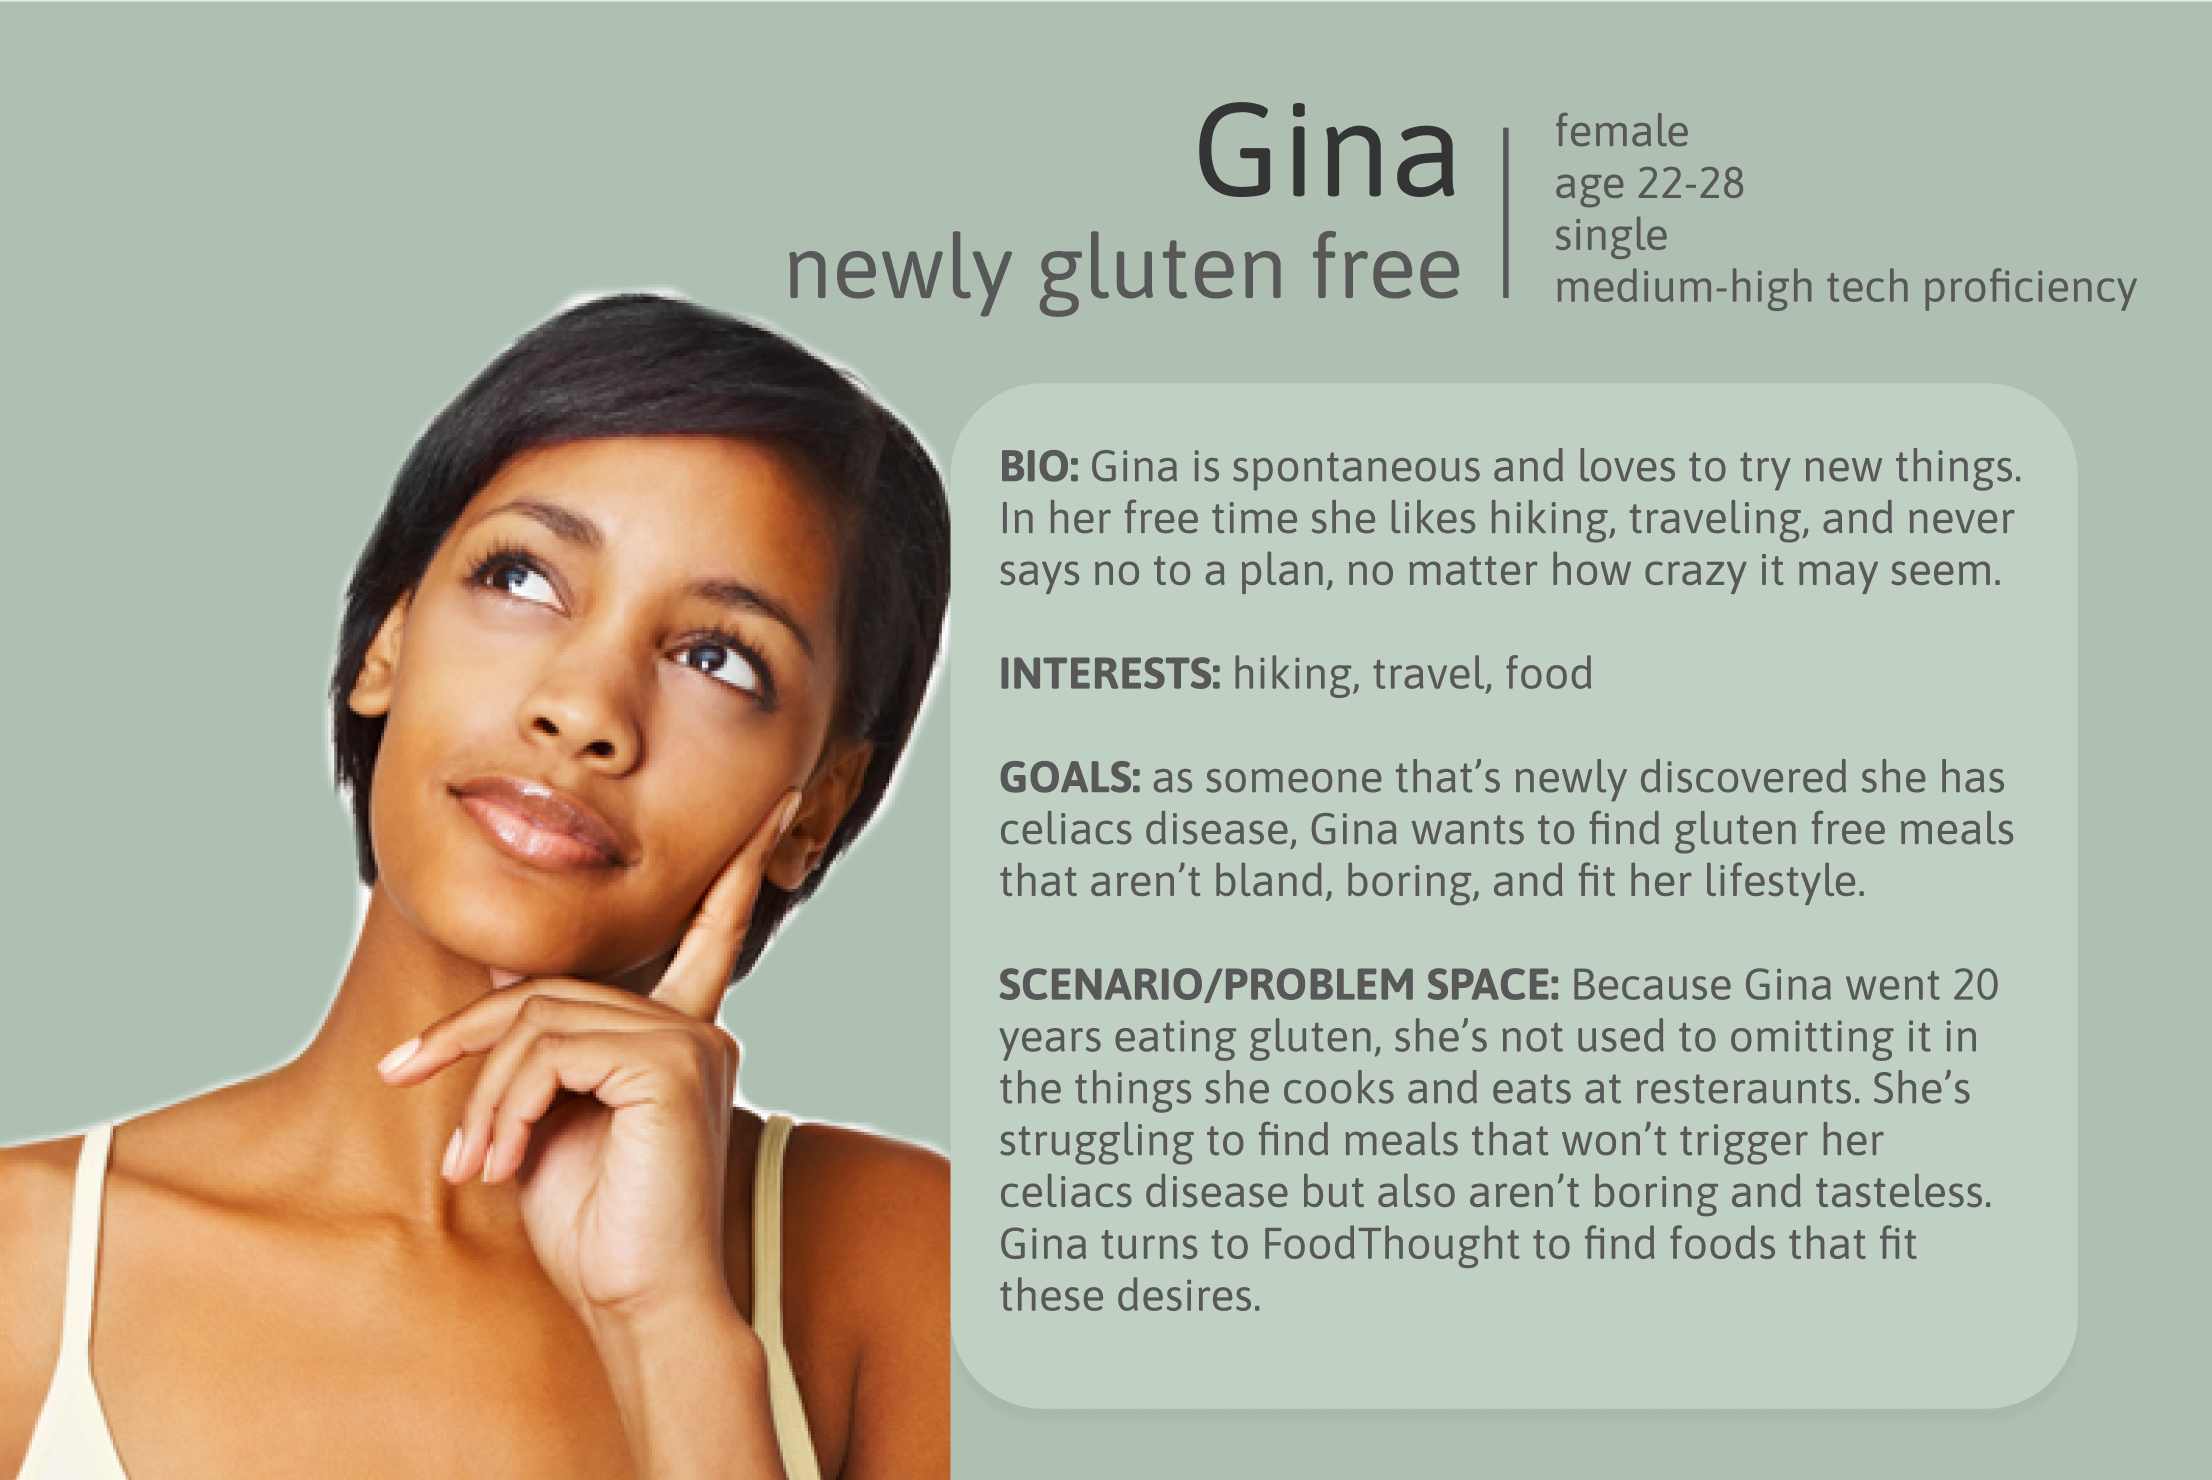 Gina
newly gluten free
female
age 22-28
single
medium-high tech proficiency
BIO: Gina is spontaneous and loves to try new things.
In her free time she likes hiking, traveling, and never
says no to a plan, no matter how crazy it may seem.
INTERESTS: hiking, travel, food
GOALS: as someone that’s newly discovered she has
celiacs disease, Gina wants to find gluten free meals
that aren’t bland, boring, and fit her lifestyle.
SCENARIO/PROBLEM SPACE: Because Gina went 20
years eating gluten, she’s not used to omitting it in
the things she cooks and eats at resteraunts. She’s
struggling to find meals that won’t trigger her
celiacs disease but also aren’t boring and tasteless.
Gina turns to FoodThought to find foods that fit
these desires.